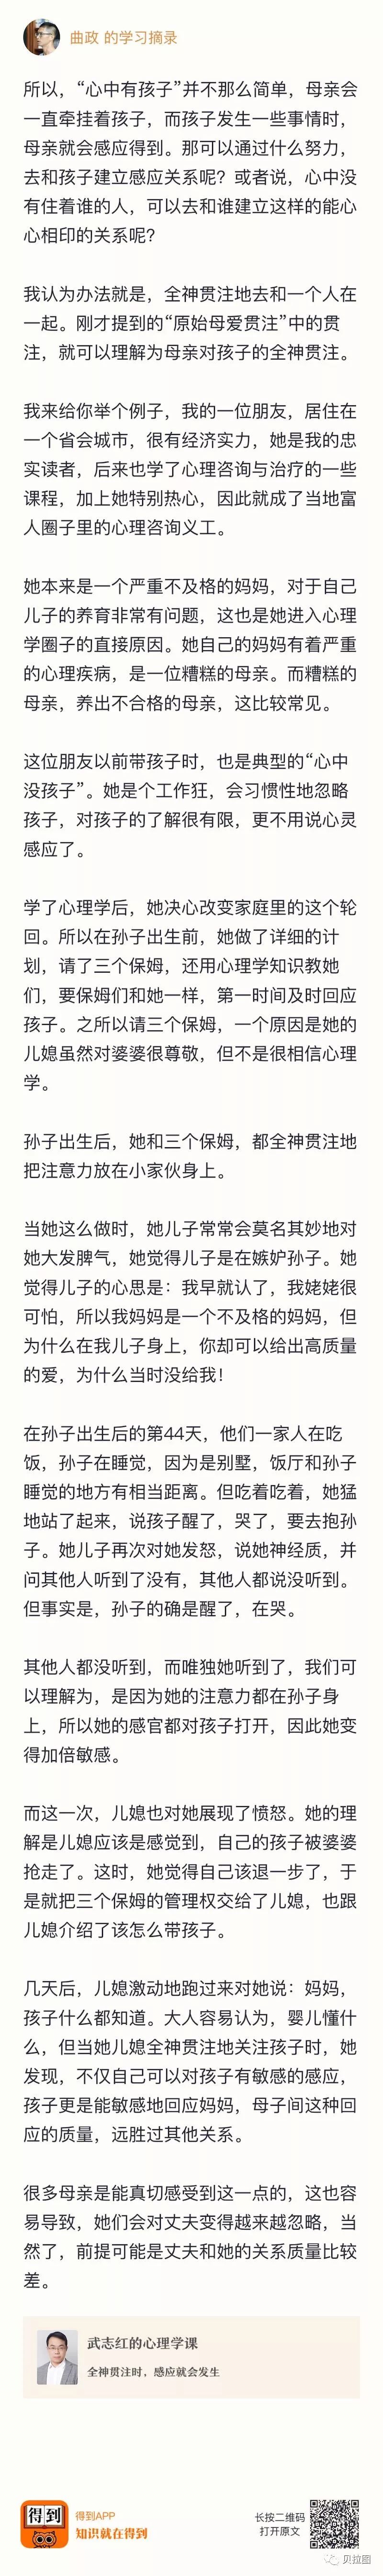 曲政 的学习摘录
所以，“心中有孩子”并不那么简单，母亲会
一直牵挂着孩子，而孩子发生一些事情时，
母亲就会感应得到。那可以通过什么努力，
去和孩子建立感应关系呢？或者说，心中没
有住着谁的人，可以去和谁建立这样的能心
心相印的关系呢？
我认为办法就是，全神贯注地去和一个人在
一起。刚才提到的“原始母爱贯注”中的贯
注，就可以理解为母亲对孩子的全神贯注。
我来给你举个例子，我的一位朋友，居住在
一个省会城市，很有经济实力，她是我的忠
实读者，后来也学了心理咨询与治疗的一些
课程，加上她特别热心，因此就成了当地富
人圈子里的心理咨询义工。
她本来是一个严重不及格的妈妈，对于自己
儿子的养育非常有问题，这也是她进入心理
学圈子的直接原因。她自己的妈妈有着严重
的心理疾病，是一位糟糕的母亲。而糟糕的
母亲，养出不合格的母亲，这比较常见。
这位朋友以前带孩子时，也是典型的“心中
没孩子”。她是个工作狂，会习惯性地忽略
孩子，对孩子的了解很有限，更不用说心灵
感应了。
学了心理学后，她决心改变家庭里的这个轮
回。所以在孙子出生前，她做了详细的计
划，请了三个保姆，还用心理学知识教她
们，要保姆们和她一样，第一时间及时回应
孩子。之所以请三个保姆，一个原因是她的
儿媳虽然对婆婆很尊敬，但不是很相信心理
学。
孙子出生后，她和三个保姆，都全神贯注地
把注意力放在小家伙身上。
当她这么做时，她儿子常常会莫名其妙地对
她大发脾气，她觉得儿子是在嫉妒孙子。她
觉得儿子的心思是：我早就认了，我姥姥很
可怕，所以我妈妈是一个不及格的妈妈，但
为什么在我儿子身上，你却可以给出高质量
的爱，为什么当时没给我！
在孙子出生后的第44天，他们一家人在吃
饭，孙子在睡觉，因为是别墅，饭厅和孙子
睡觉的地方有相当距离。但吃着吃着，她猛
地站了起来，说孩子醒了，哭了，要去抱孙
子。她儿子再次对她发怒，说她神经质，并
问其他人听到了没有，其他人都说没听到。
但事实是，孙子的确是醒了，在哭。
其他人都没听到，而唯独她听到了，我们可
以理解为，是因为她的注意力都在孙子身
上，所以她的感官都对孩子打开，因此她变
得加倍敏感。
而这一次，儿媳也对她展现了愤怒。她的理
解是儿媳应该是感觉到，自己的孩子被婆婆
抢走了。这时，她觉得自己该退一步了，于
是就把三个保姆的管理权交给了儿媳，也跟
儿媳介绍了该怎么带孩子。
几天后，儿媳激动地跑过来对她说：妈妈，
孩子什么都知道。大人容易认为，婴儿懂什
么，但当她儿媳全神贯注地关注孩子时，她
发现，不仅自己可以对孩子有敏感的感应，
孩子更是能敏感地回应妈妈，母子间这种回
应的质量，远胜过其他关系。
很多母亲是能真切感受到这一点的，这也容
易导致，她们会对丈夫变得越来越忽略，当
然了，前提可能是丈夫和她的关系质量比较
差。
武志红的心理学课
全神贯注时，感应就会发生
得到
得到APP
知识就在得到
长按二维码
打开原文
贝拉图